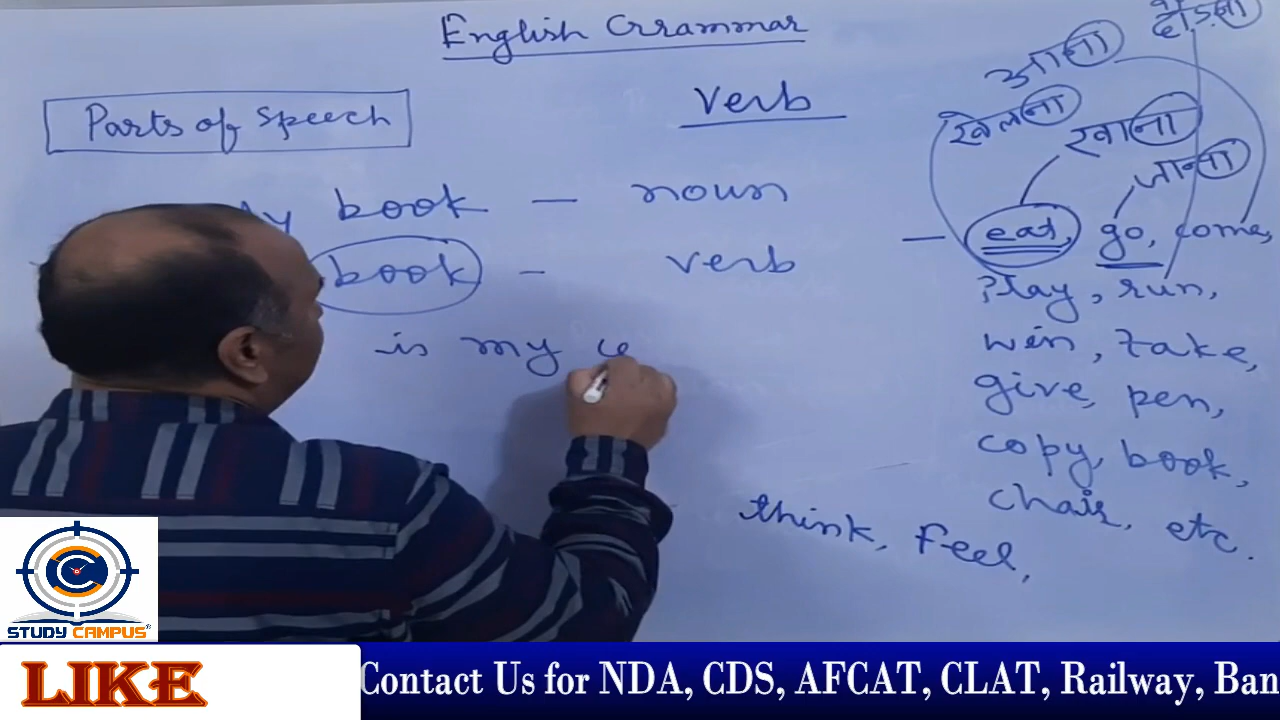 English Grammar
Parts of Speech
Verb
दौड़ना
आना
खेलना
खाना
जाना
My book — noun
book - verb
is my
— eat, go, come,
Play, run,
win, take,
give, pen,
copy, book,
chair, etc.
think, Feel,
STUDY CAMPUS
LIKE
Contact Us for NDA, CDS, AFCAT, CLAT, Railway, Ban